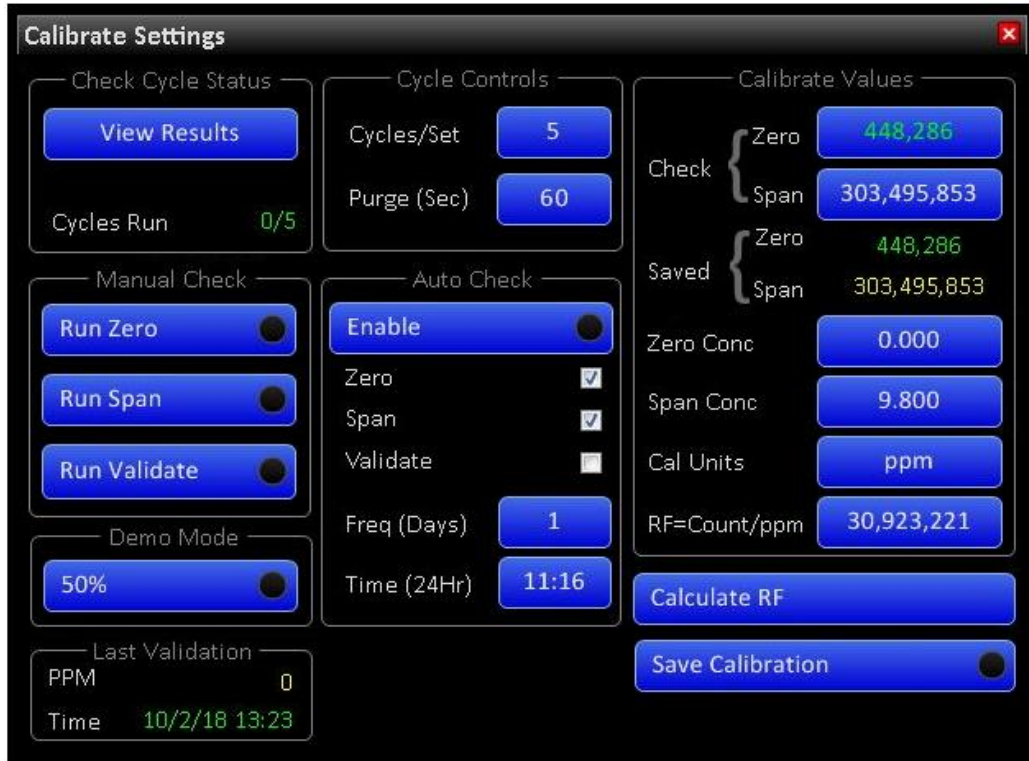 Calibrate Settings
Check Cycle Status
View Results
Cycles Run 0/5
Manual Check
Run Zero
Run Span
Run Validate
Demo Mode
50%
Last Validation
PPM 0
Time 10/2/18 13:23
Cycle Controls
Cycles/Set 5
Purge (Sec) 60
Auto Check
Enable
Zero
Span
Validate
Freq (Days) 1
Time (24Hr) 11:16
Calibrate Values
Check
Zero 448,286
Span 303,495,853
Saved
Zero 448,286
Span 303,495,853
Zero Conc 0.000
Span Conc 9.800
Cal Units ppm
RF=Count/ppm 30,923,221
Calculate RF
Save Calibration